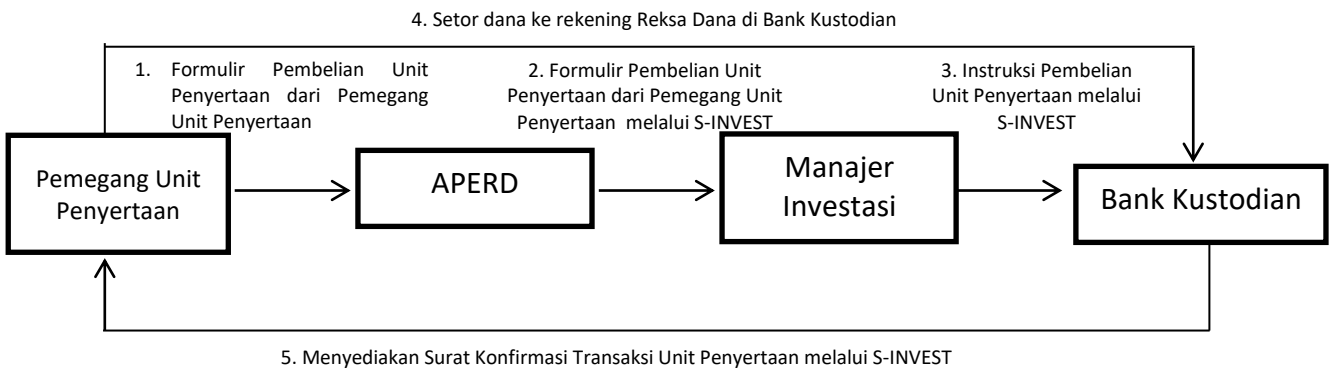 4. Setor dana ke rekening Reksa Dana di Bank Kustodian
1. Formulir Pembelian Unit
Penyertaan dari Pemegang
Unit Penyertaan
2. Formulir Pembelian Unit
Penyertaan dari Pemegang Unit
Penyertaan melalui S-INVEST
3. Instruksi Pembelian
Unit Penyertaan melalui
S-INVEST
Pemegang Unit
Penyertaan
APERD
Manajer
Investasi
Bank Kustodian
5. Menyediakan Surat Konfirmasi Transaksi Unit Penyertaan melalui S-INVEST